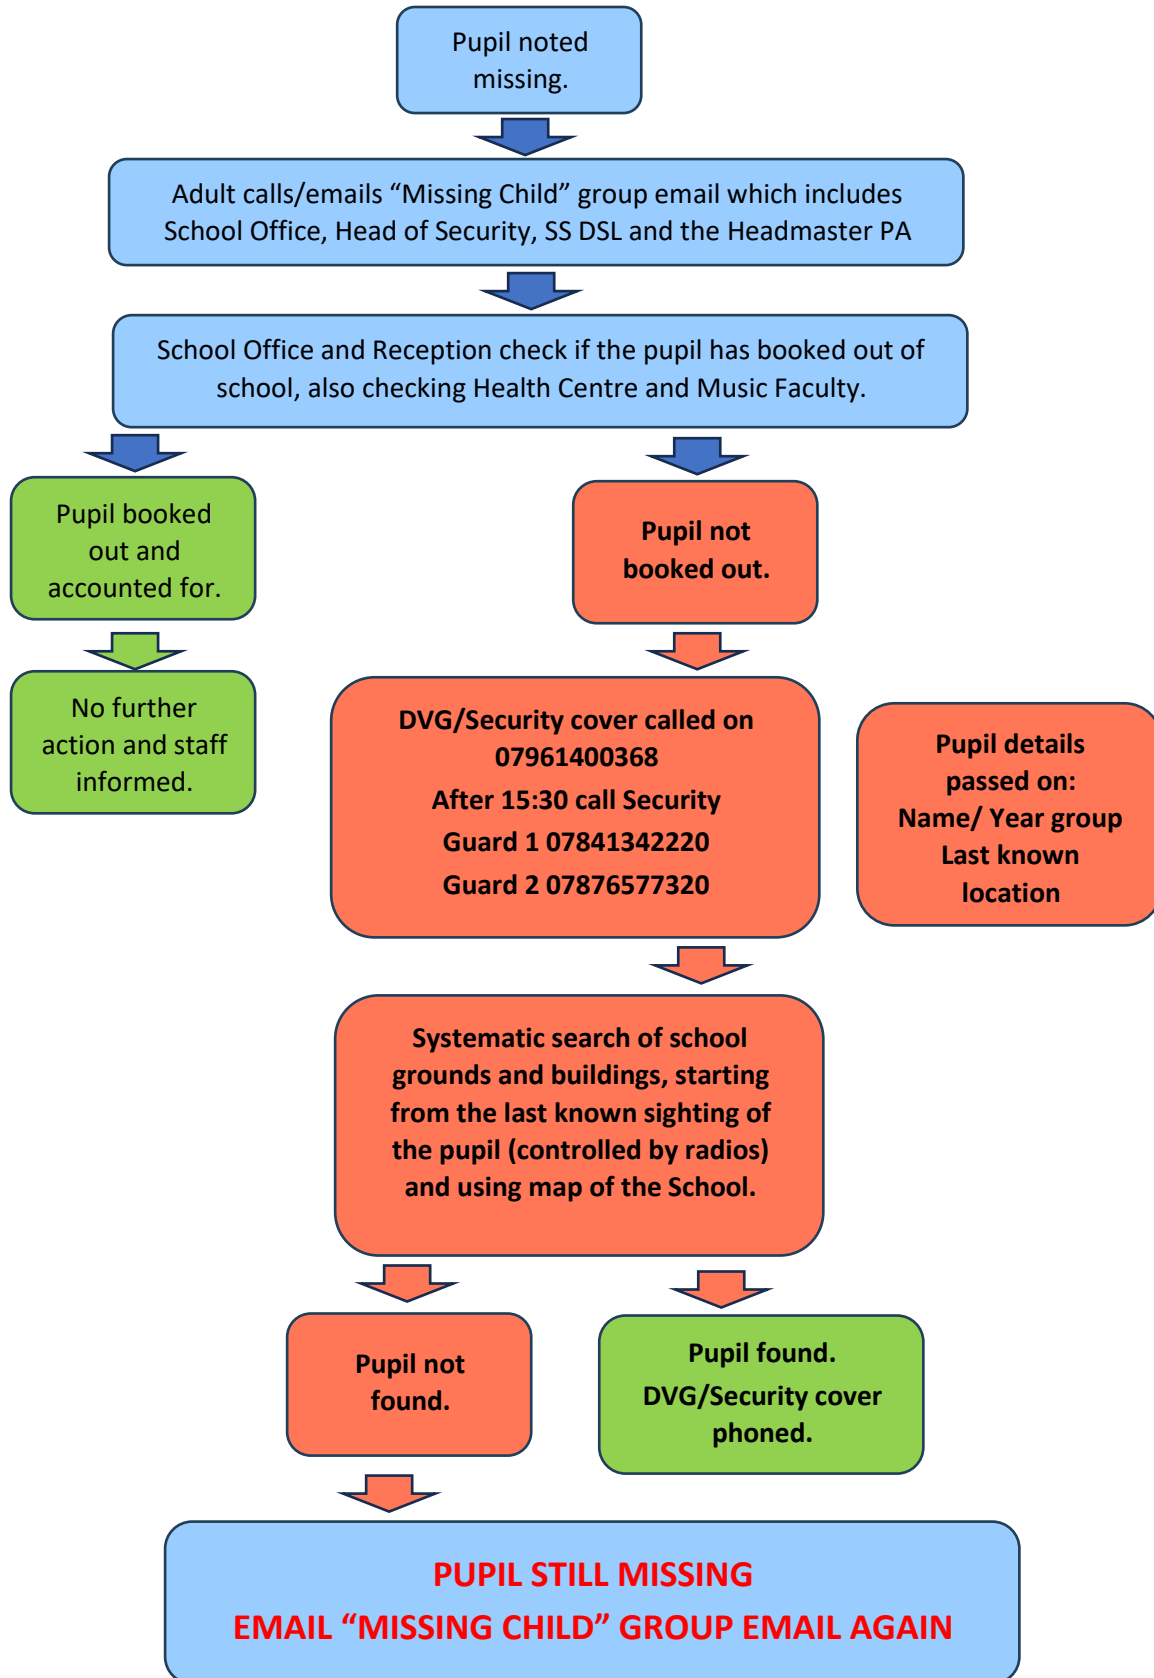 Pupil noted
missing.
Adult calls/emails “Missing Child” group email which includes
School Office, Head of Security, SS DSL and the Headmaster PA
School Office and Reception check if the pupil has booked out of
school, also checking Health Centre and Music Faculty.
Pupil booked
out and
accounted for.
No further
action and staff
informed.
Pupil not
booked out.
DVG/Security cover called on
07961400368
After 15:30 call Security
Guard 1 07841342220
Guard 2 07876577320
Pupil details
passed on:
Name/ Year group
Last known
location
Systematic search of school
grounds and buildings, starting
from the last known sighting of
the pupil (controlled by radios)
and using map of the School.
Pupil not
found.
Pupil found.
DVG/Security cover
phoned.
PUPIL STILL MISSING
EMAIL “MISSING CHILD” GROUP EMAIL AGAIN